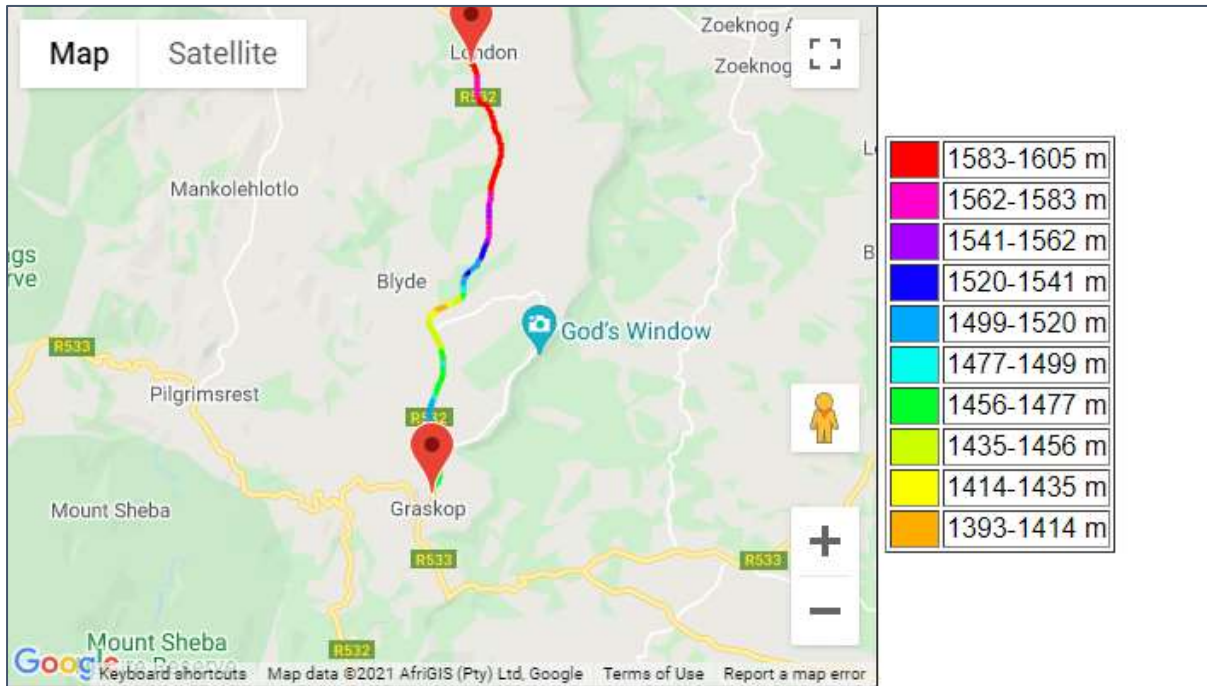 Map
Satellite
London
Zoeknog A
Zoeknog
R532
Mankolehlotlo
Blyde
God's Window
R533
Pilgrimsrest
R532
Graskop
Mount Sheba
R533
R533
R532
Mount Sheba
Google
Keyboard shortcuts
Map data ©2021 AfriGIS (Pty) Ltd, Google
Terms of Use
Report a map error
1583-1605 m
1562-1583 m
1541-1562 m
1520-1541 m
1499-1520 m
1477-1499 m
1456-1477 m
1435-1456 m
1414-1435 m
1393-1414 m